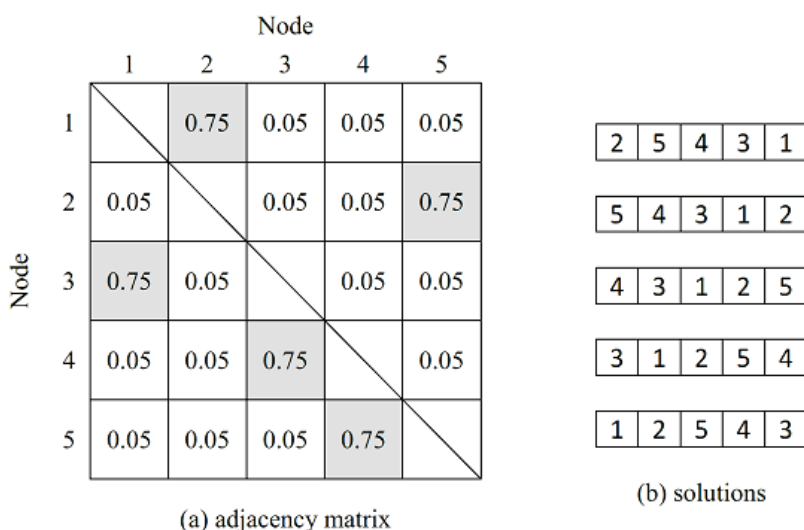 Node
1 2 3 4 5
1 0.75 0.05 0.05 0.05
2 0.05 0.05 0.05 0.75
Node
3 0.75 0.05 0.05 0.05
4 0.05 0.05 0.75 0.05
5 0.05 0.05 0.05 0.75
(a) adjacency matrix
2 5 4 3 1
5 4 3 1 2
4 3 1 2 5
3 1 2 5 4
1 2 5 4 3
(b) solutions